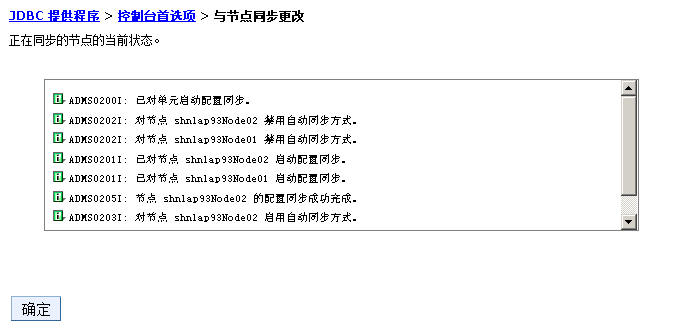 JDBC 提供程序 > 控制台首选项 > 与节点同步更改
正在同步的节点的当前状态。
ADMS0200I: 已对单元启动配置同步。
ADMS0202I: 对节点 shnlap93Node02 禁用自动同步方式。
ADMS0202I: 对节点 shnlap93Node01 禁用自动同步方式。
ADMS0201I: 已对节点 shnlap93Node02 启动配置同步。
ADMS0201I: 已对节点 shnlap93Node01 启动配置同步。
ADMS0205I: 节点 shnlap93Node02 的配置同步成功完成。
ADMS0203I: 对节点 shnlap93Node02 启用自动同步方式。
确定